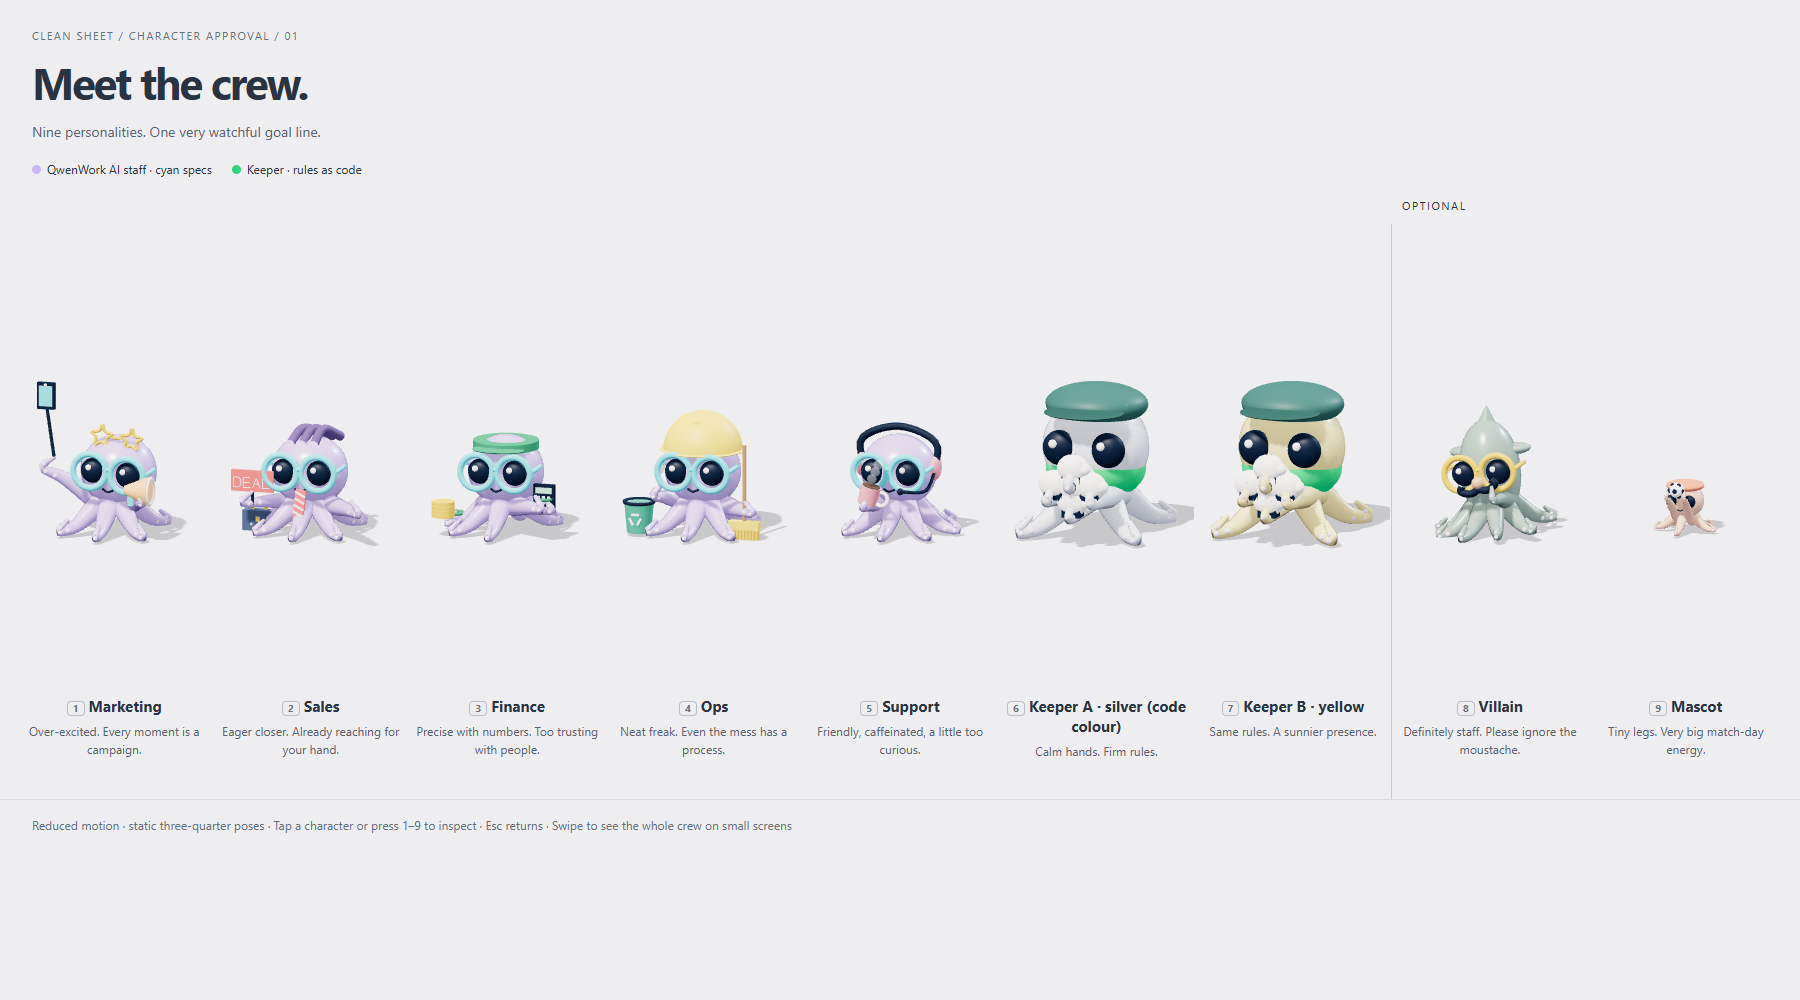 CLEAN SHEET / CHARACTER APPROVAL / 01
Meet the crew.
Nine personalities. One very watchful goal line.
QwenWork AI staff · cyan specs
Keeper · rules as code
OPTIONAL
DEAL
1 Marketing
Over-excited. Every moment is a
campaign.
2 Sales
Eager closer. Already reaching for
your hand.
3 Finance
Precise with numbers. Too trusting
with people.
4 Ops
Neat freak. Even the mess has a
process.
5 Support
Friendly, caffeinated, a little too
curious.
6 Keeper A · silver (code
colour)
Calm hands. Firm rules.
7 Keeper B · yellow
Same rules. A sunnier presence.
8 Villain
Definitely staff. Please ignore the
moustache.
9 Mascot
Tiny legs. Very big match-day
energy.
Reduced motion · static three-quarter poses · Tap a character or press 1–9 to inspect · Esc returns · Swipe to see the whole crew on small screens